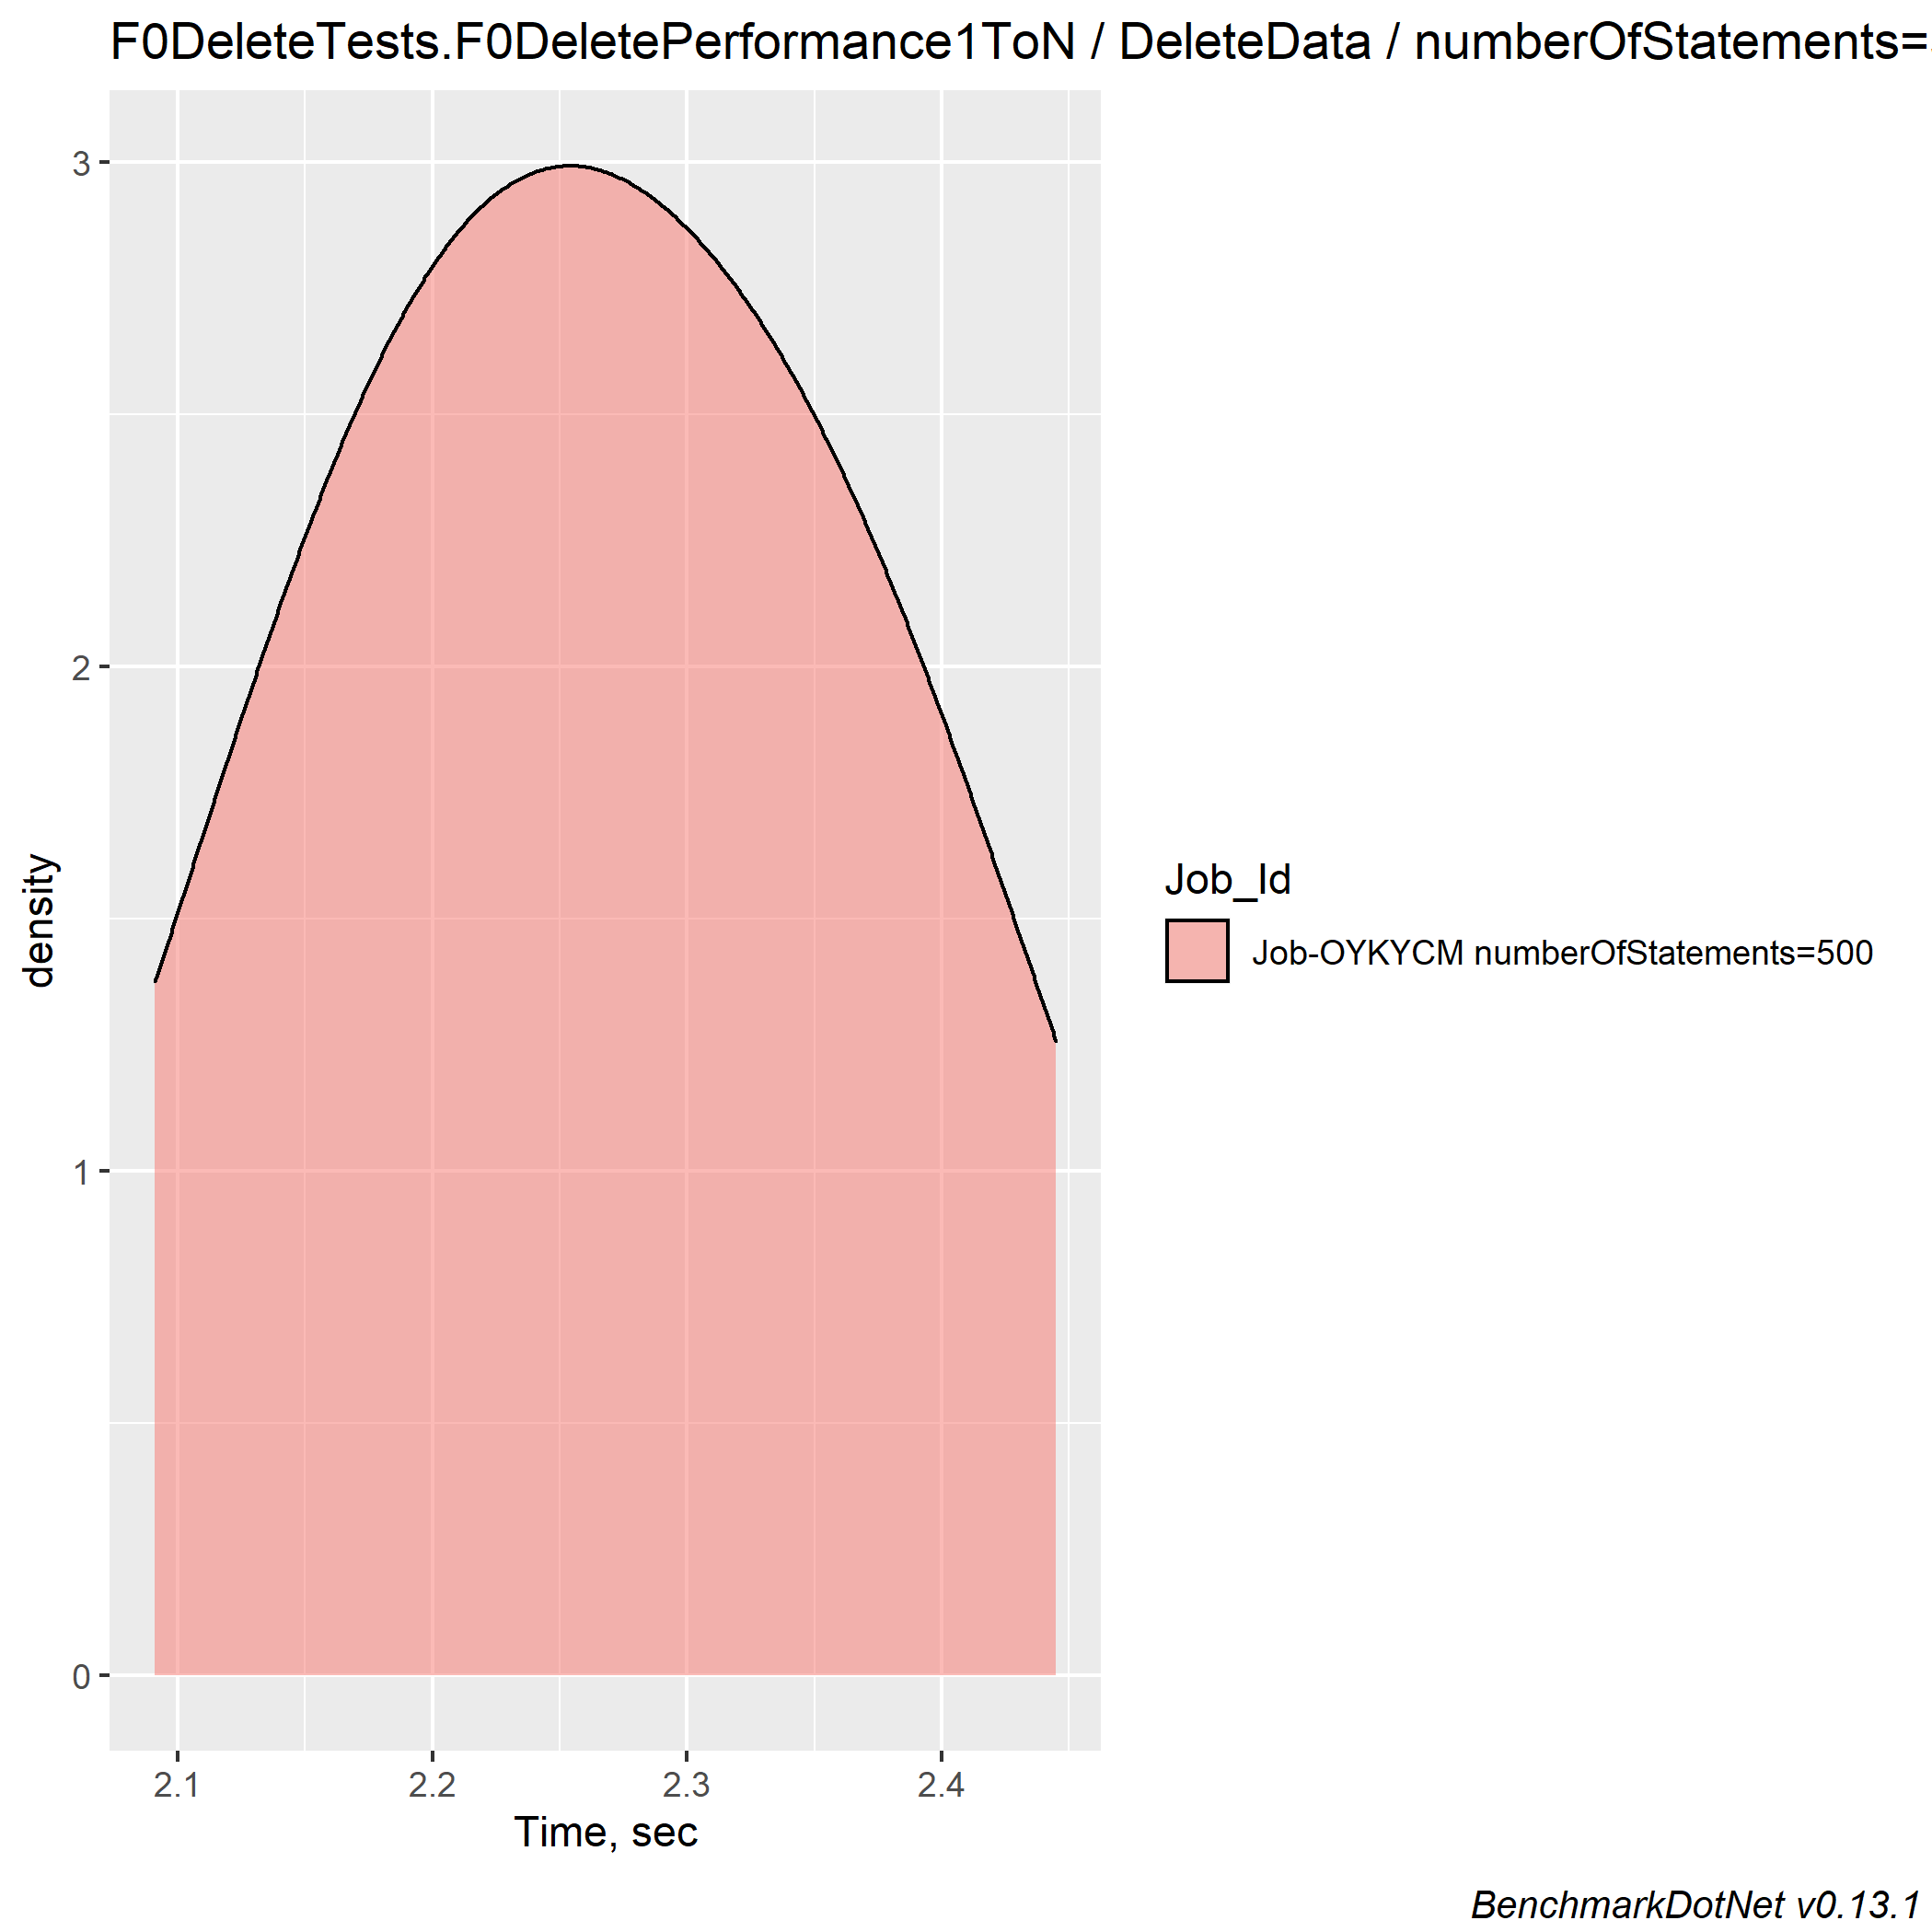 F0DeleteTests.F0DeletePerformance1ToN / DeleteData / numberOfStatements=
3
2
1
0
density
2.1 2.2 2.3 2.4
Time, sec
Job_Id
Job-OYKYCM numberOfStatements=500
BenchmarkDotNet v0.13.1